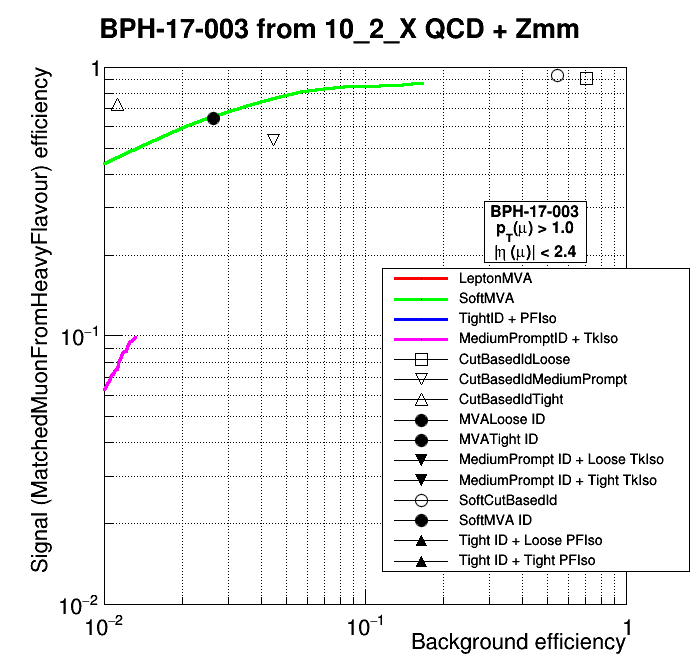 BPH-17-003 from 10_2_X QCD + Zmm
Signal (MatchedMuonFromHeavyFlavour) efficiency
1
10⁻¹
10⁻²
10⁻²
10⁻¹
1
Background efficiency
BPH-17-003
p_T(μ) > 1.0
|η (μ)| < 2.4
LeptonMVA
SoftMVA
TightID + PFIso
MediumPromptID + TkIso
CutBasedIdLoose
CutBasedIdMediumPrompt
CutBasedIdTight
MVALoose ID
MVATight ID
MediumPrompt ID + Loose TkIso
MediumPrompt ID + Tight TkIso
SoftCutBasedId
SoftMVA ID
Tight ID + Loose PFIso
Tight ID + Tight PFIso